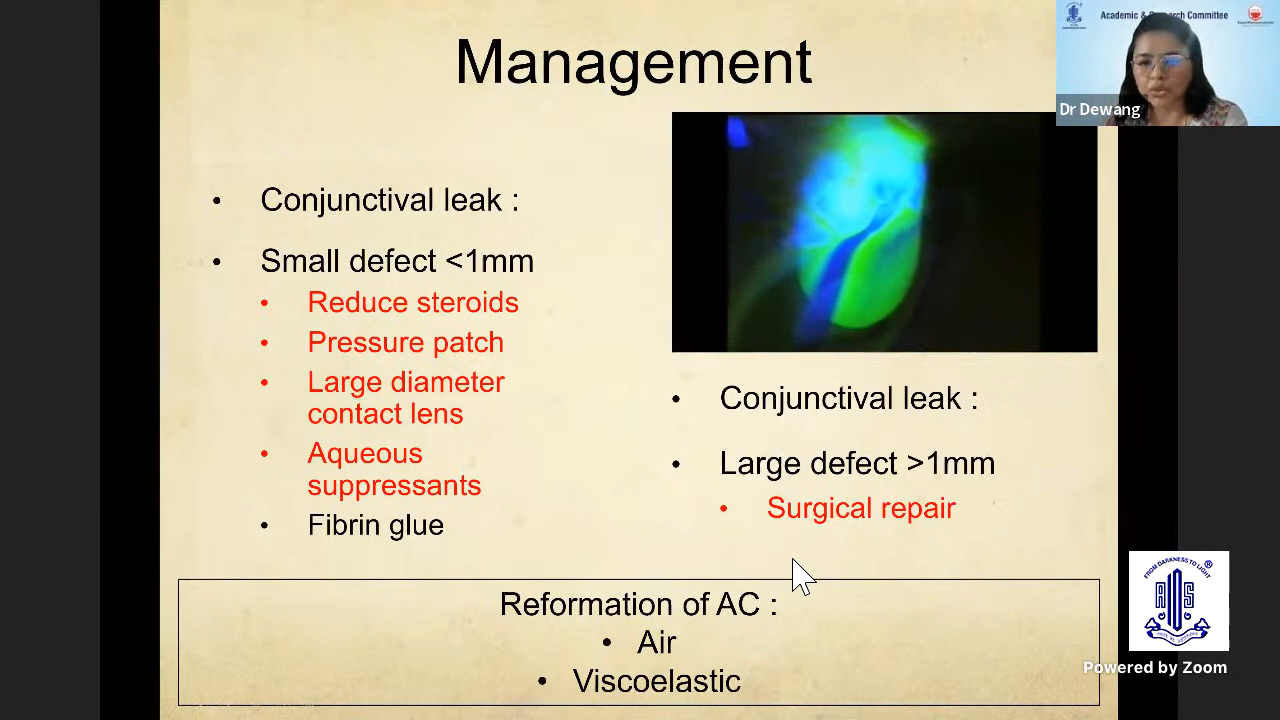 Management
Academic & Research Committee
Dr Dewang
• Conjunctival leak :
• Small defect <1mm
• Reduce steroids
• Pressure patch
• Large diameter
contact lens
• Aqueous
suppressants
• Fibrin glue
• Conjunctival leak :
• Large defect >1mm
• Surgical repair
Reformation of AC :
• Air
• Viscoelastic
FROM DARKNESS TO LIGHT
®
AIOS
Powered by Zoom